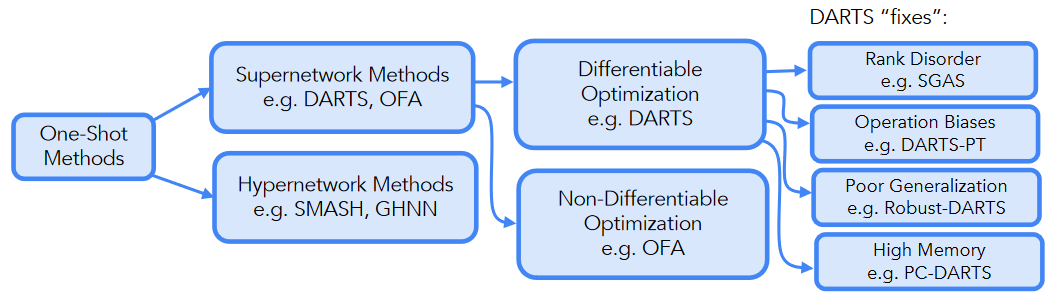 DARTS “fixes”:
One-Shot
Methods
Supernetwork Methods
e.g. DARTS, OFA
Hypernetwork Methods
e.g. SMASH, GHNN
Differentiable
Optimization
e.g. DARTS
Non-Differentiable
Optimization
e.g. OFA
Rank Disorder
e.g. SGAS
Operation Biases
e.g. DARTS-PT
Poor Generalization
e.g. Robust-DARTS
High Memory
e.g. PC-DARTS